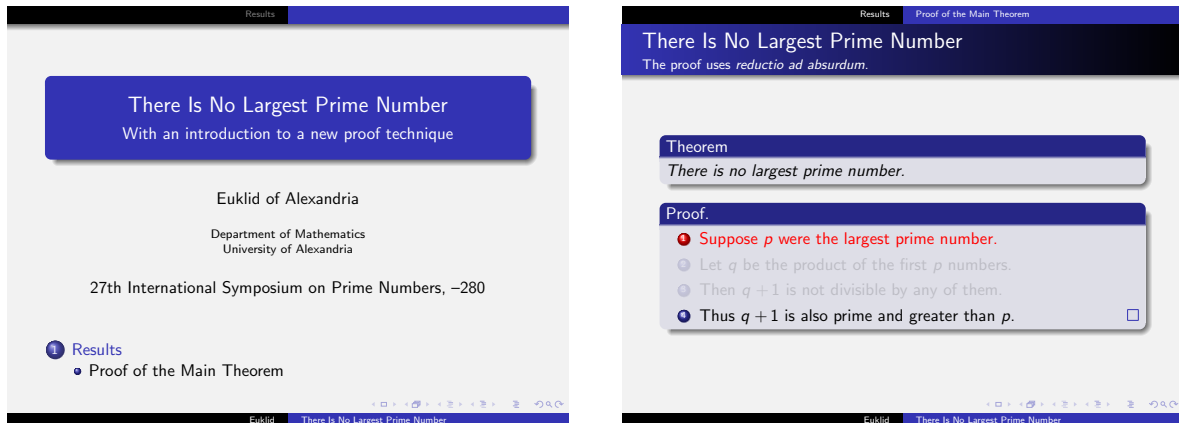 Results
There Is No Largest Prime Number
With an introduction to a new proof technique
Euklid of Alexandria
Department of Mathematics
University of Alexandria
27th International Symposium on Prime Numbers, –280
1 Results
Proof of the Main Theorem
Euklid There Is No Largest Prime Number
Results Proof of the Main Theorem
There Is No Largest Prime Number
The proof uses reductio ad absurdum.
Theorem
There is no largest prime number.
Proof.
1 Suppose p were the largest prime number.
2 Let q be the product of the first p numbers.
3 Then q + 1 is not divisible by any of them.
4 Thus q + 1 is also prime and greater than p.
Euklid There Is No Largest Prime Number